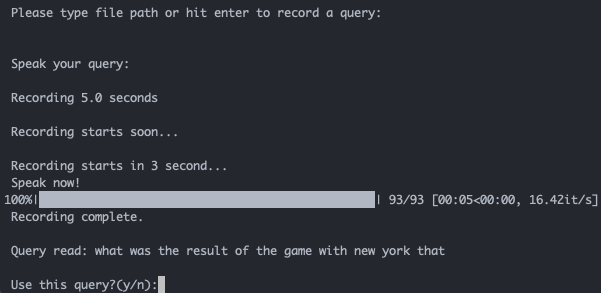 Please type file path or hit enter to record a query:
Speak your query:
Recording 5.0 seconds
Recording starts soon...
Recording starts in 3 second...
Speak now!
100%| | 93/93 [00:05<00:00, 16.42it/s]
Recording complete.
Query read: what was the result of the game with new york that
Use this query?(y/n):